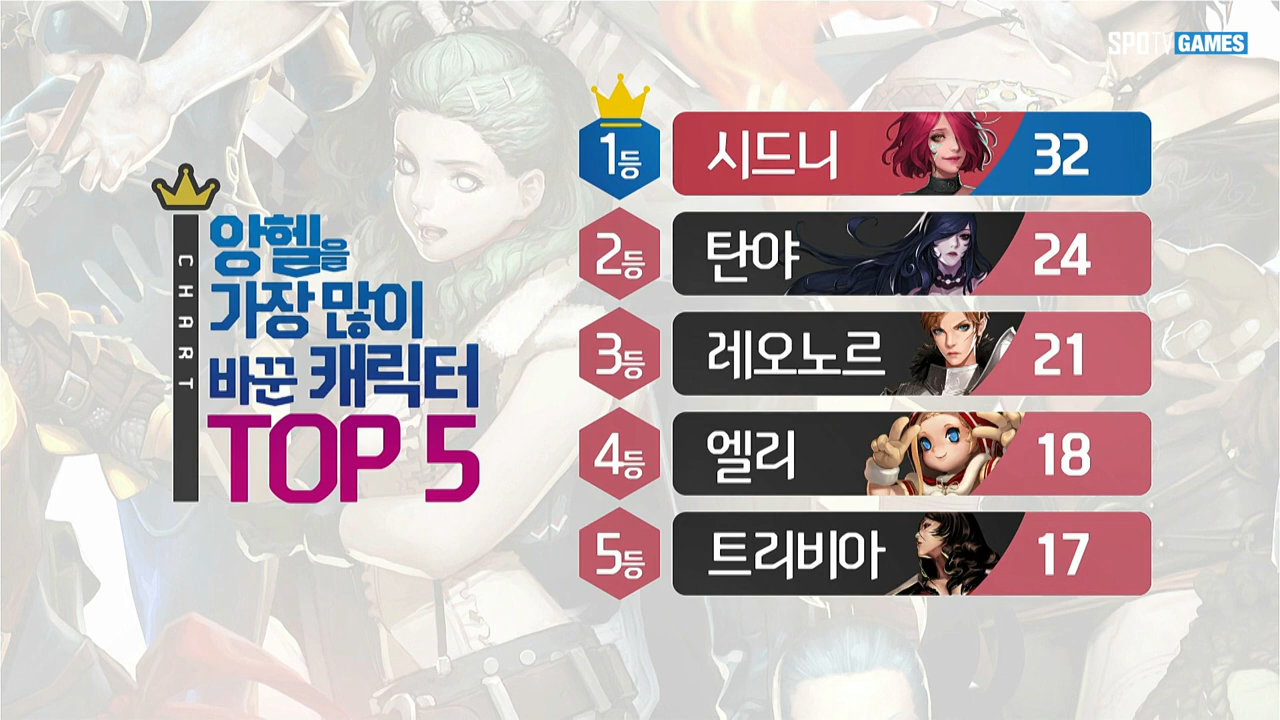 SPOTV GAMES
CHART
앙헬을
가장 많이
바꾼 캐릭터
TOP 5
1등 시드니 32
2등 탄야 24
3등 레오노르 21
4등 엘리 18
5등 트리비아 17